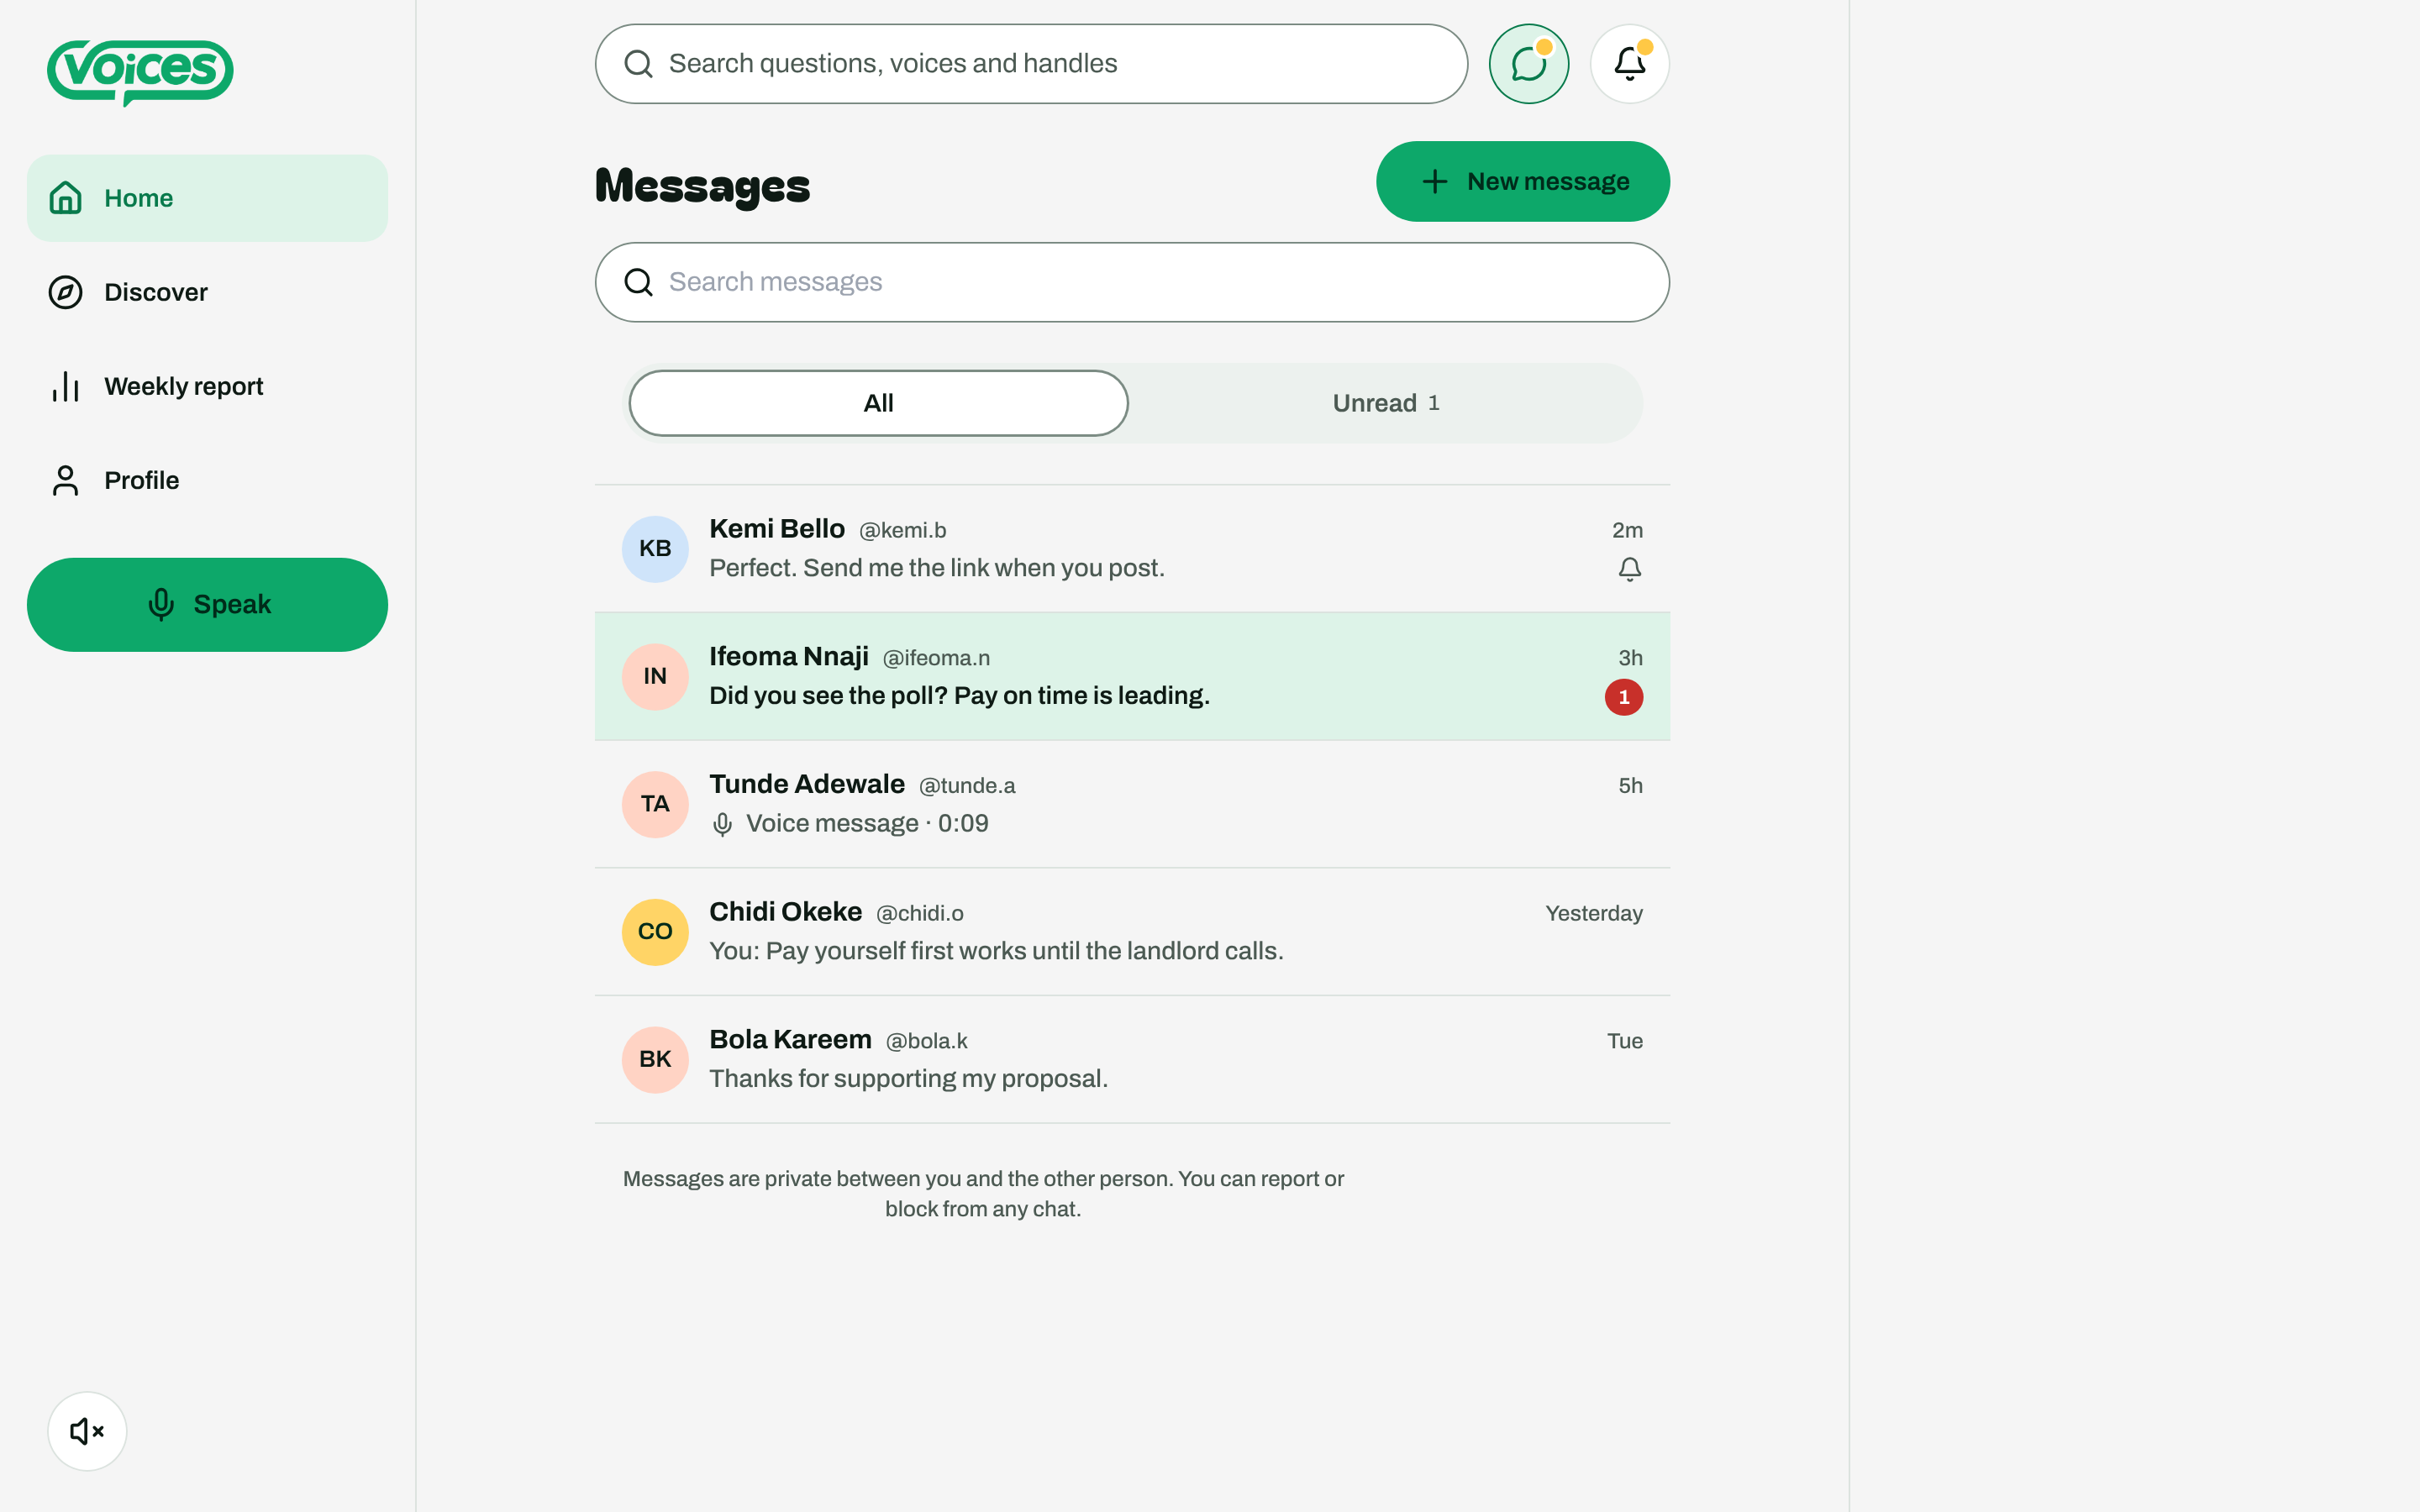 voices
Search questions, voices and handles
Home
Discover
Weekly report
Profile
Speak
Messages
New message
Search messages
All
Unread 1
KB
Kemi Bello @kemi.b
2m
Perfect. Send me the link when you post.
IN
Ifeoma Nnaji @ifeoma.n
3h
Did you see the poll? Pay on time is leading.
1
TA
Tunde Adewale @tunde.a
5h
Voice message · 0:09
CO
Chidi Okeke @chidi.o
Yesterday
You: Pay yourself first works until the landlord calls.
BK
Bola Kareem @bola.k
Tue
Thanks for supporting my proposal.
Messages are private between you and the other person. You can report or
block from any chat.